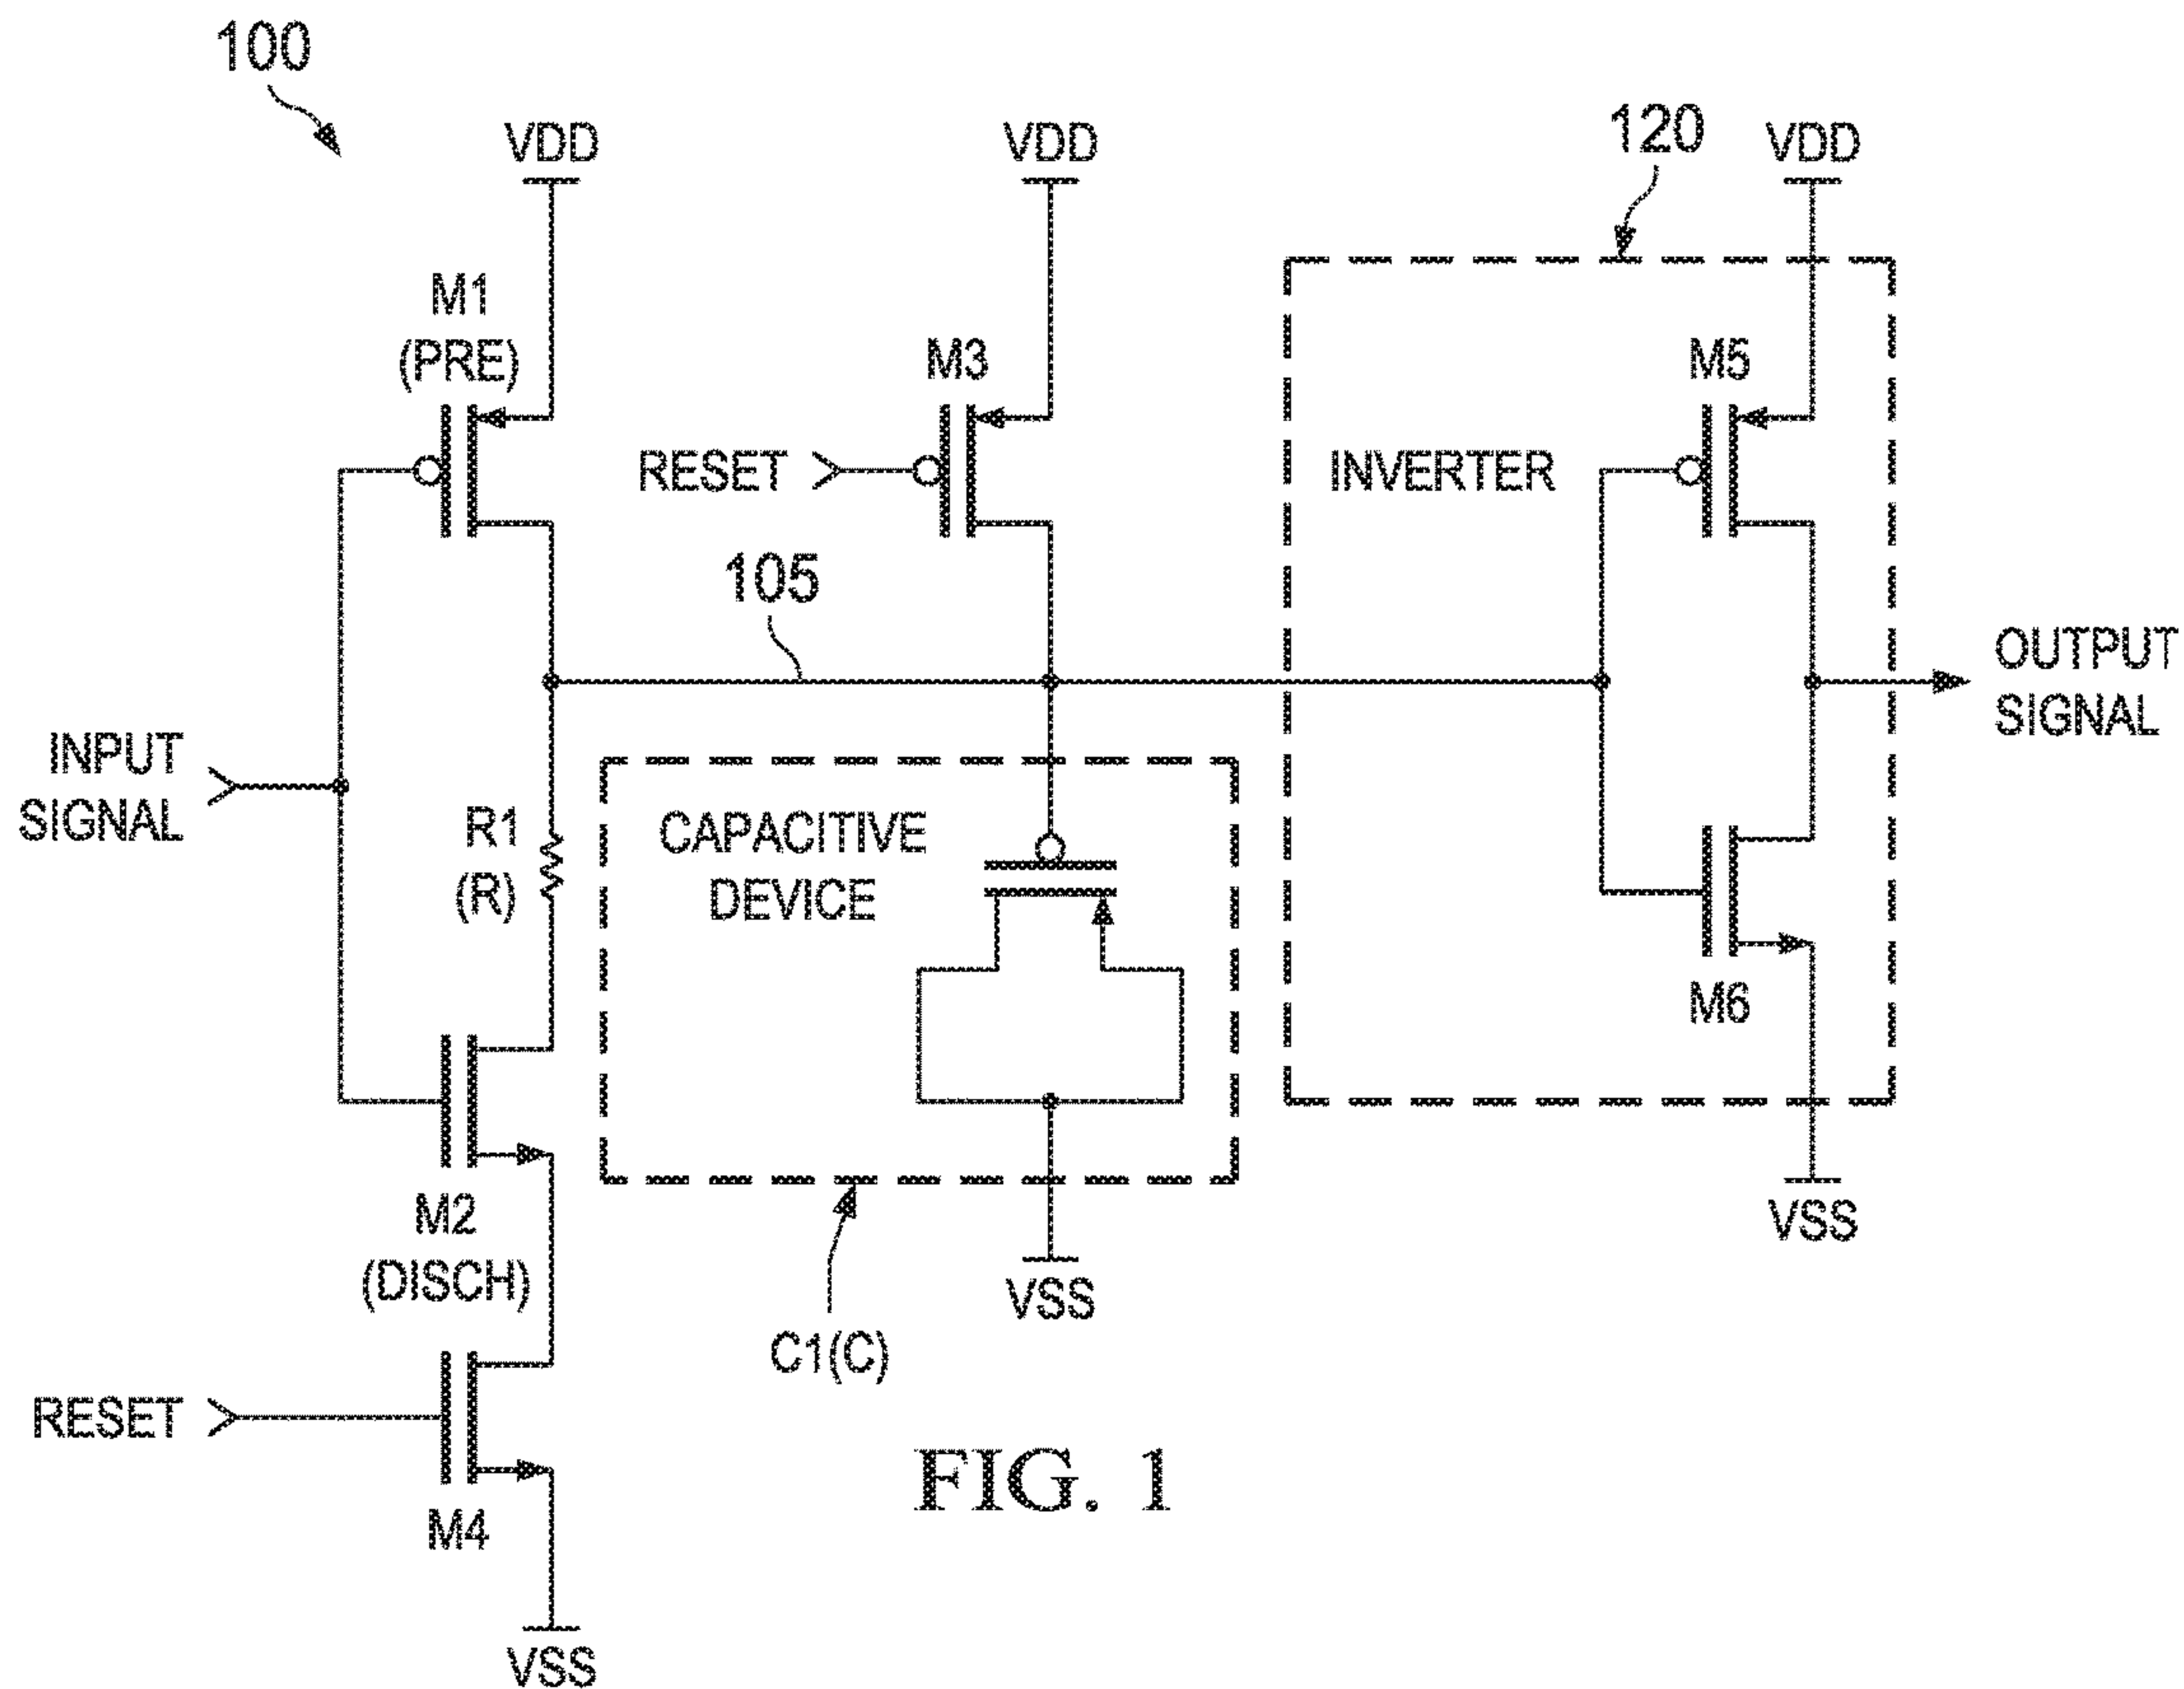 100
120
VDD
VDD
VDD
M1
(PRE)
M3
M5
RESET
INVERTER
105
OUTPUT
SIGNAL
INPUT
SIGNAL
R1
(R)
CAPACITIVE
DEVICE
M6
M2
(DISCH)
VSS
VSS
C1(C)
RESET
FIG. 1
M4
VSS